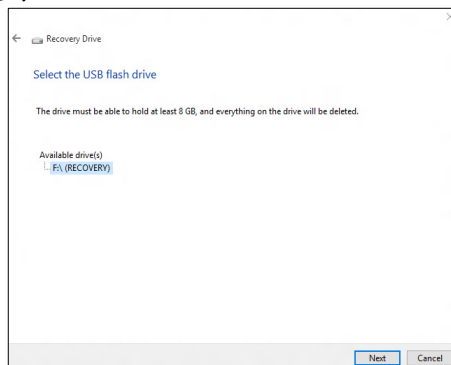 Recovery Drive
Select the USB flash drive
The drive must be able to hold at least 8 GB, and everything on the drive will be deleted.
Available drive(s)
F:\ (RECOVERY)
Next Cancel